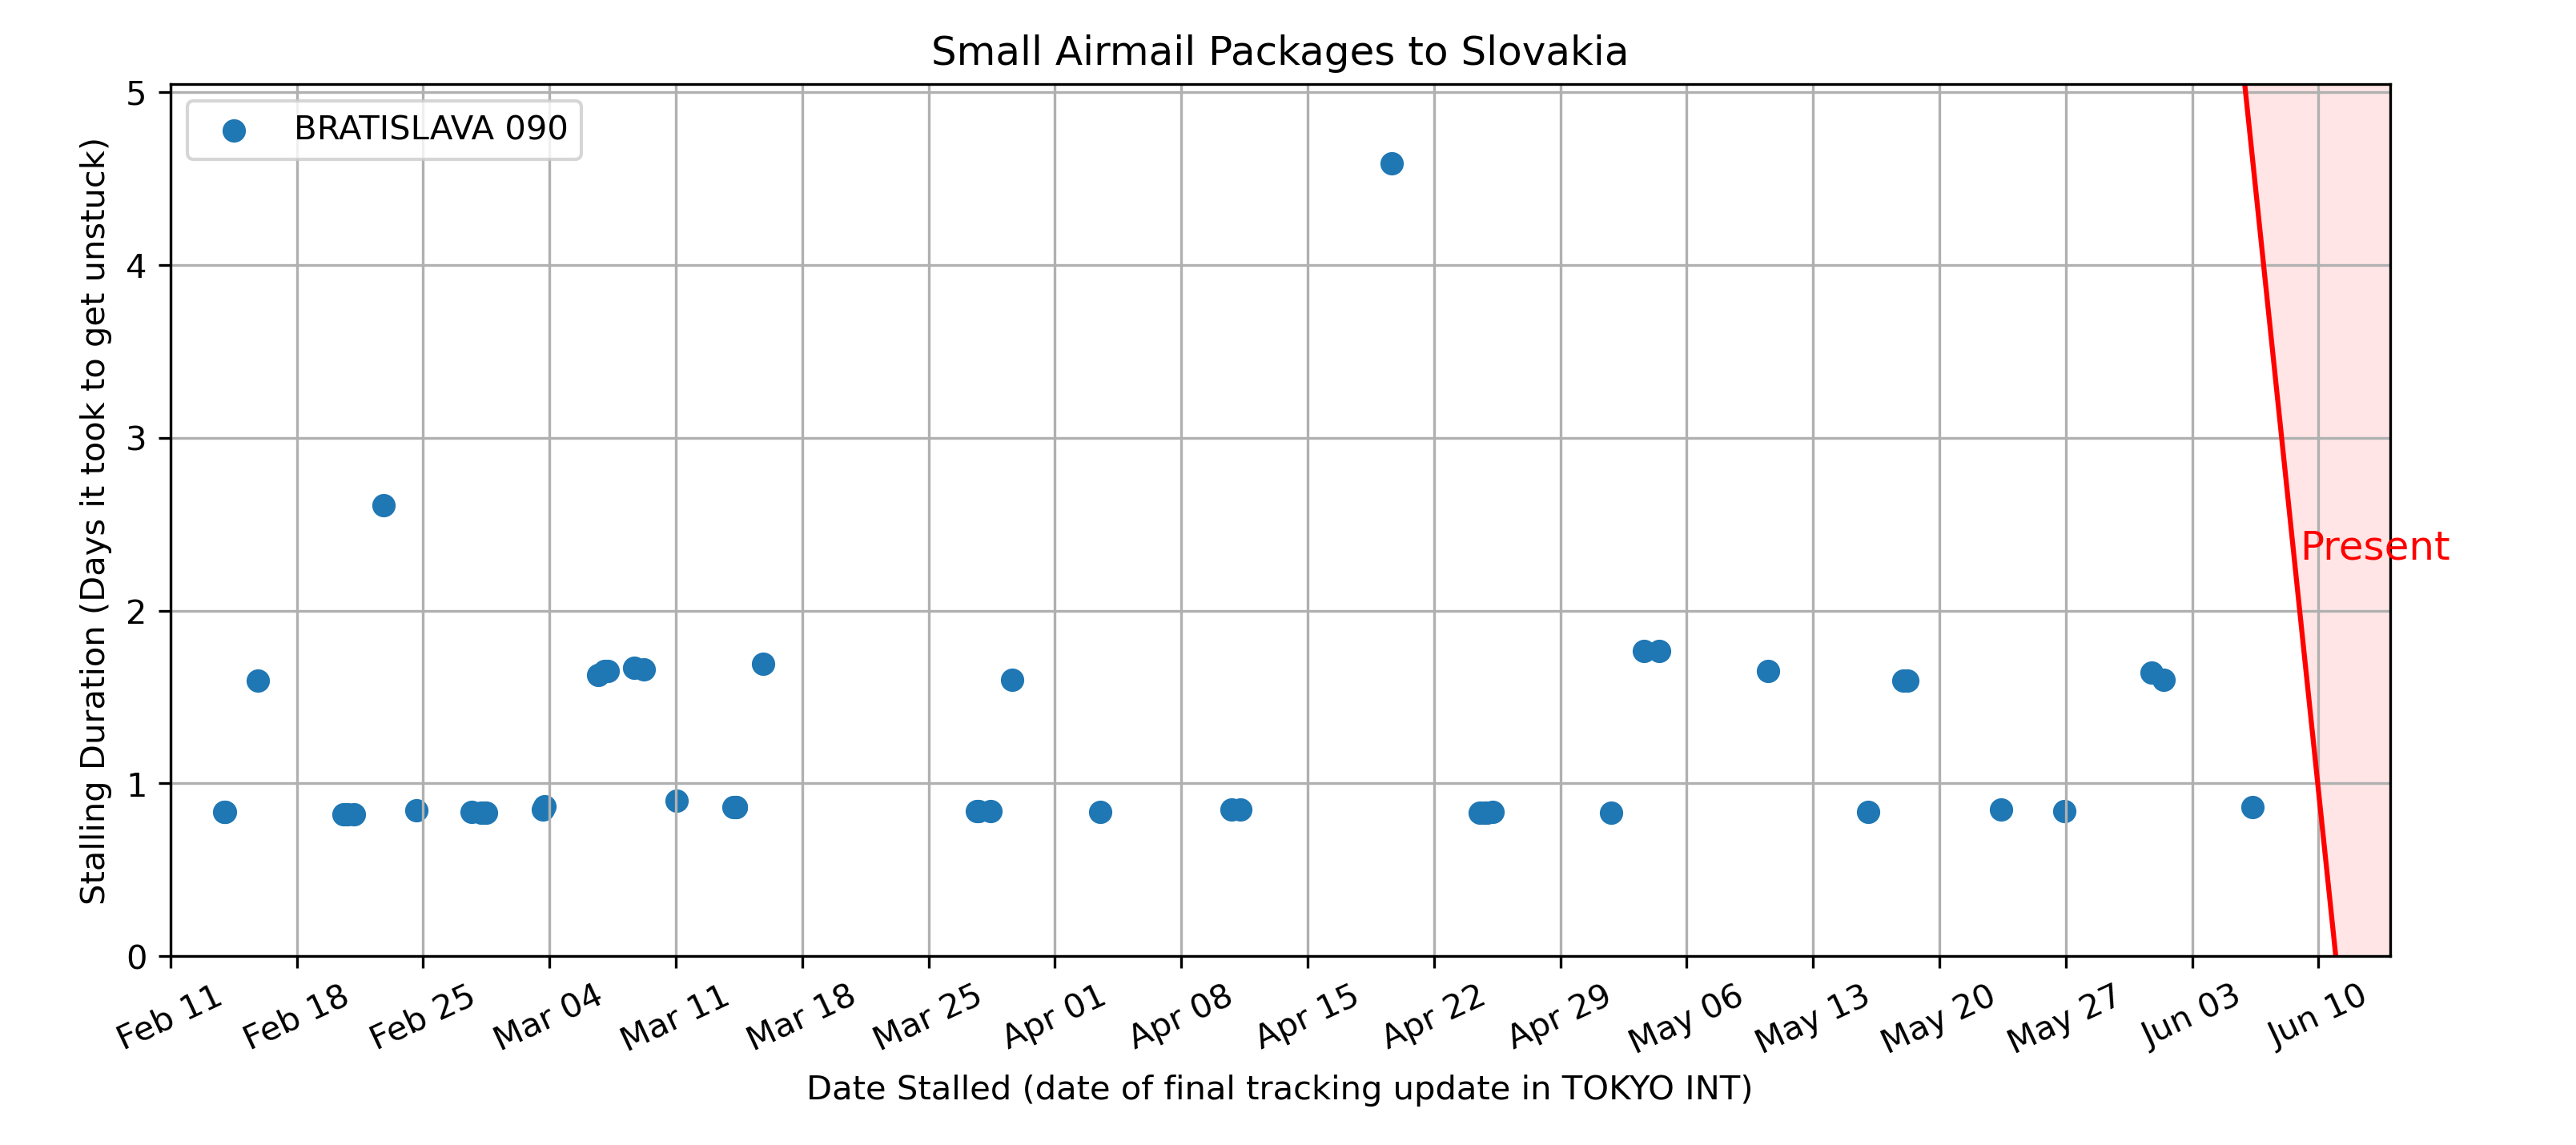 Small Airmail Packages to Slovakia
BRATISLAVA 090
Stalling Duration (Days it took to get unstuck)
5
4
3
2
1
0
Present
Feb 11
Feb 18
Feb 25
Mar 04
Mar 11
Mar 18
Mar 25
Apr 01
Apr 08
Apr 15
Apr 22
Apr 29
May 06
May 13
May 20
May 27
Jun 03
Jun 10
Date Stalled (date of final tracking update in TOKYO INT)